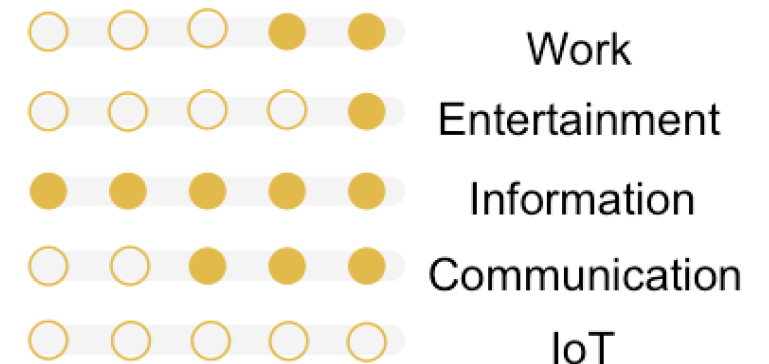 Work
Entertainment
Information
Communication
IoT